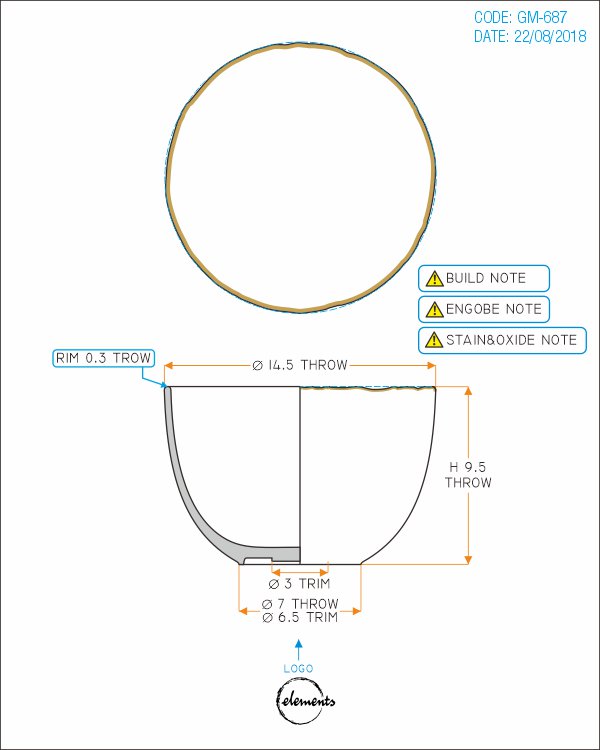 CODE: GM-687
DATE: 22/08/2018
BUILD NOTE
ENGOBE NOTE
STAIN&OXIDE NOTE
RIM 0.3 TROW
Ø 14.5 THROW
H 9.5
THROW
Ø 3 TRIM
Ø 7 THROW
Ø 6.5 TRIM
LOGO
elements